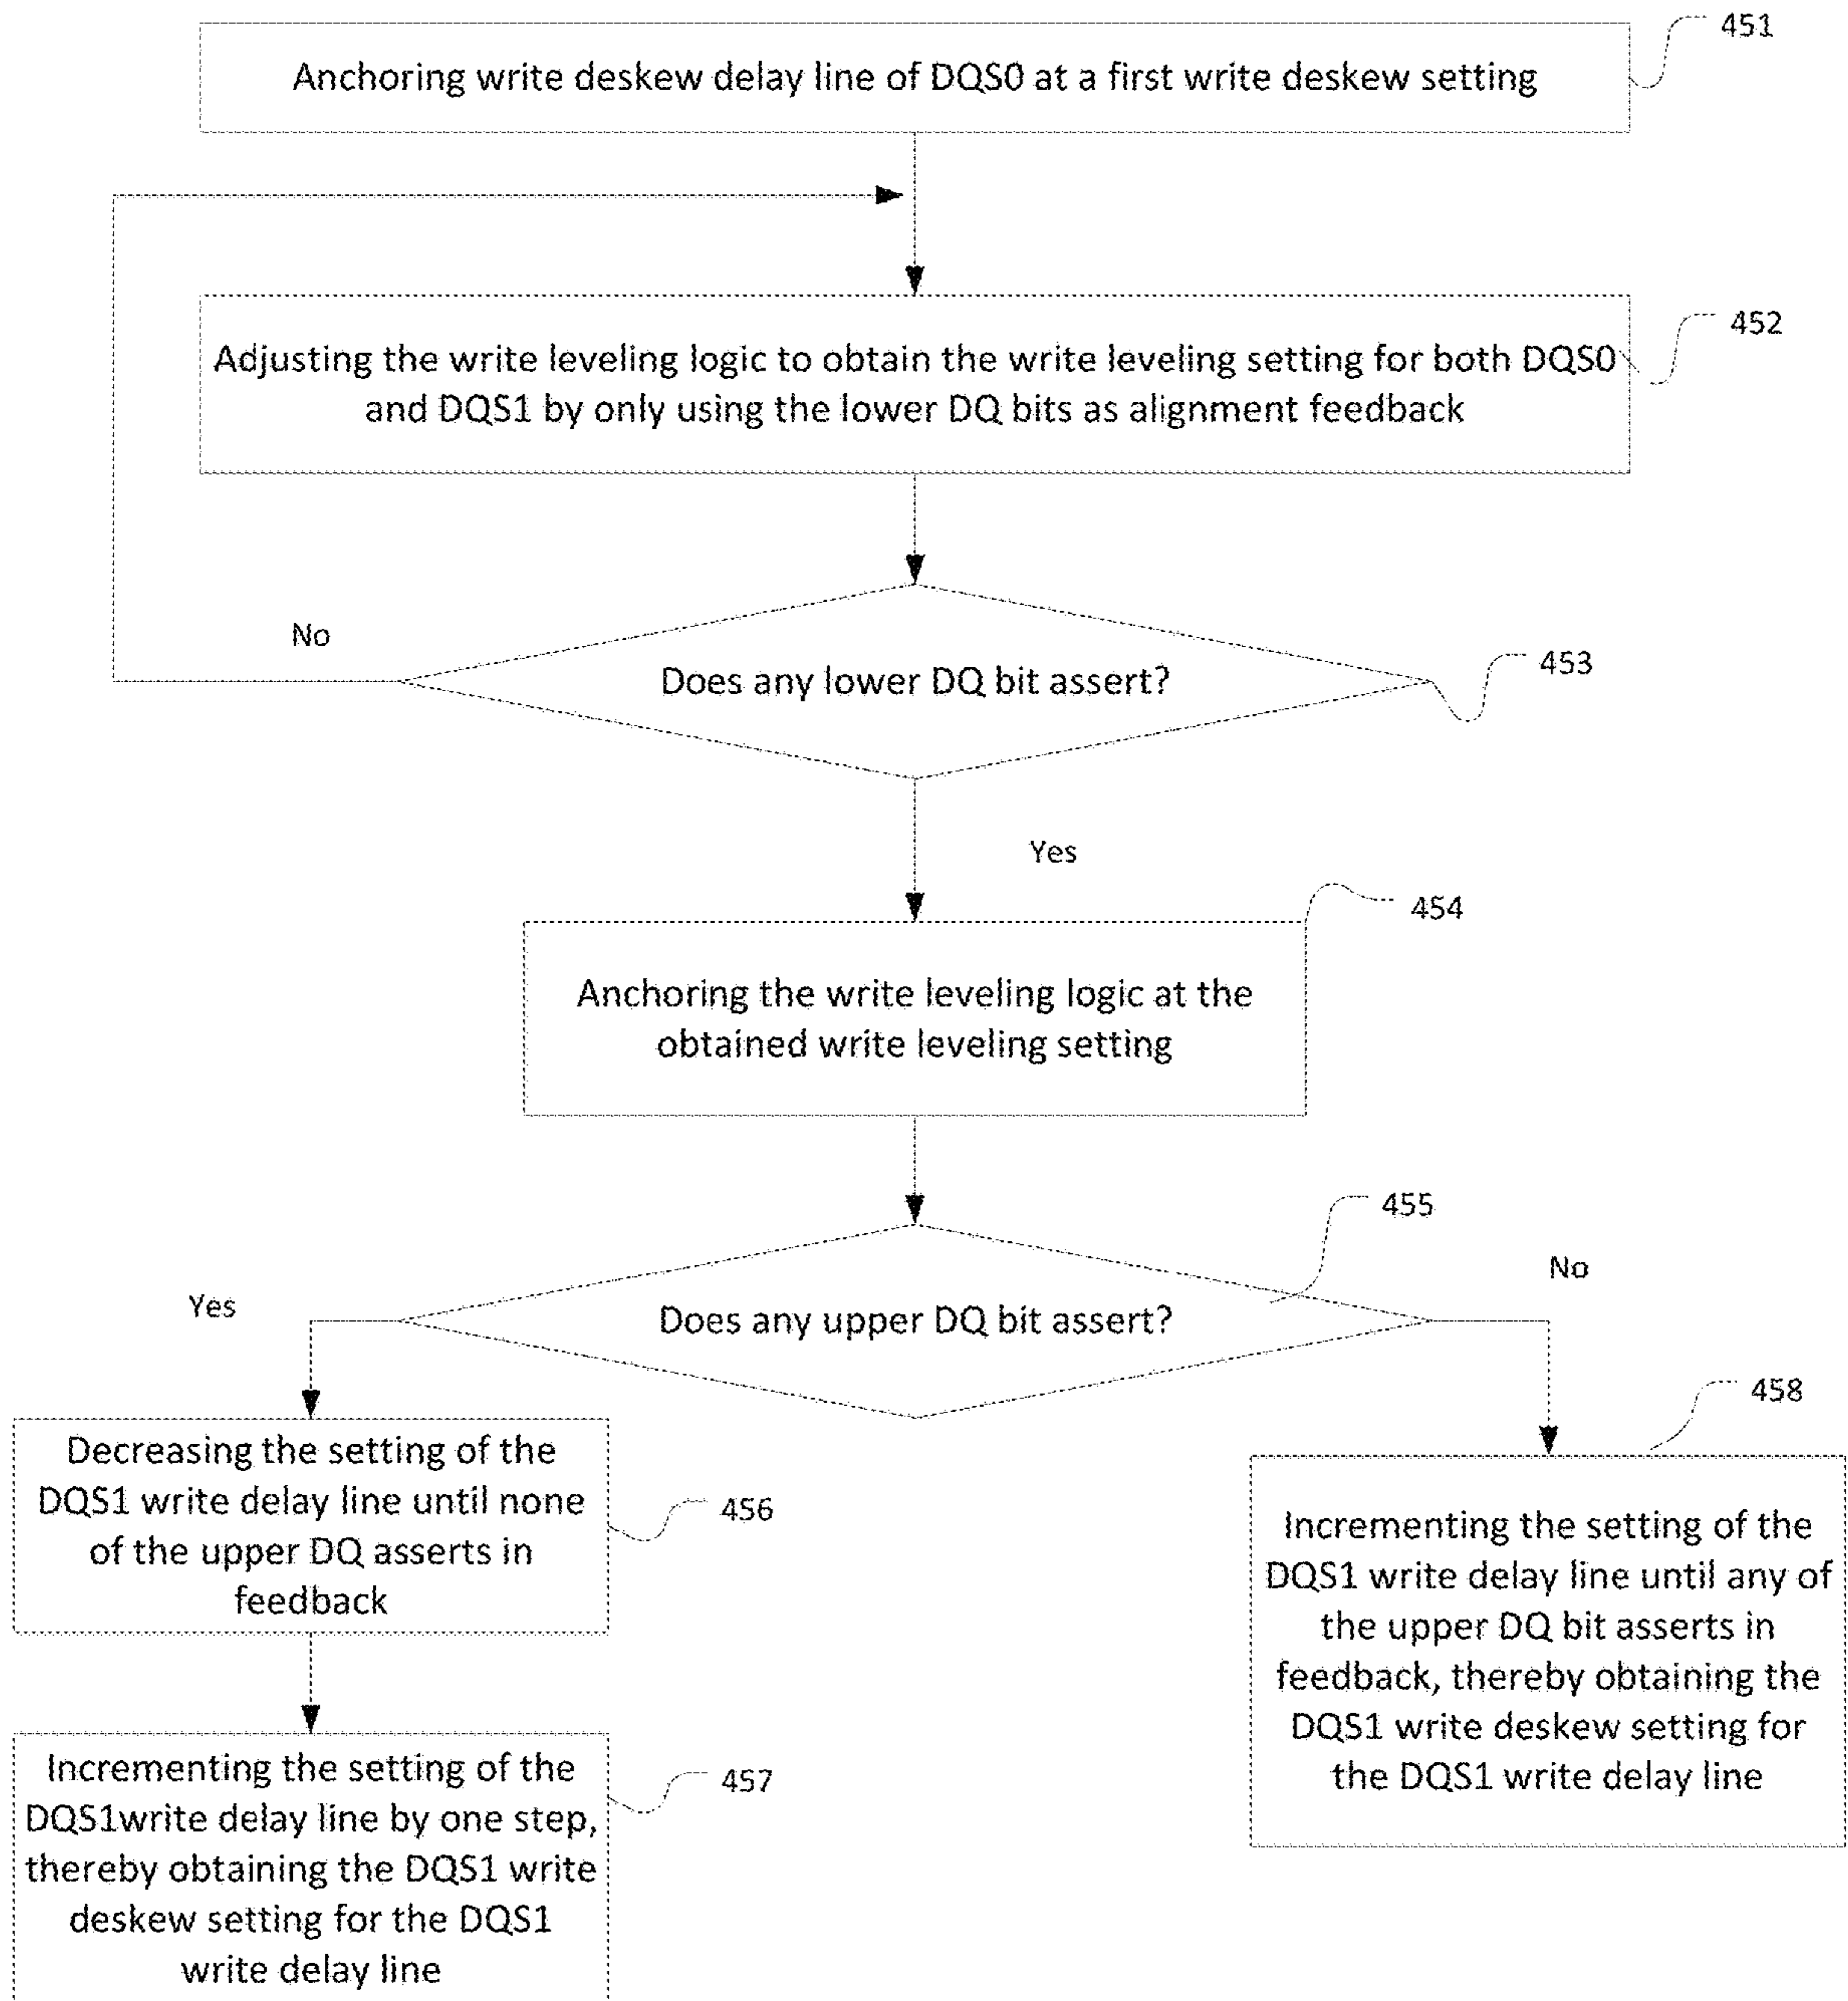 451
Anchoring write deskew delay line of DQS0 at a first write deskew setting
452
Adjusting the write leveling logic to obtain the write leveling setting for both DQS0
and DQS1 by only using the lower DQ bits as alignment feedback
No
Does any lower DQ bit assert?
453
Yes
454
Anchoring the write leveling logic at the
obtained write leveling setting
455
No
Yes
Does any upper DQ bit assert?
458
Decreasing the setting of the
DQS1 write delay line until none
of the upper DQ asserts in
feedback
456
Incrementing the setting of the
DQS1 write delay line until any of
the upper DQ bit asserts in
feedback, thereby obtaining the
DQS1 write deskew setting for
the DQS1 write delay line
Incrementing the setting of the
DQS1write delay line by one step,
thereby obtaining the DQS1 write
deskew setting for the DQS1
write delay line
457